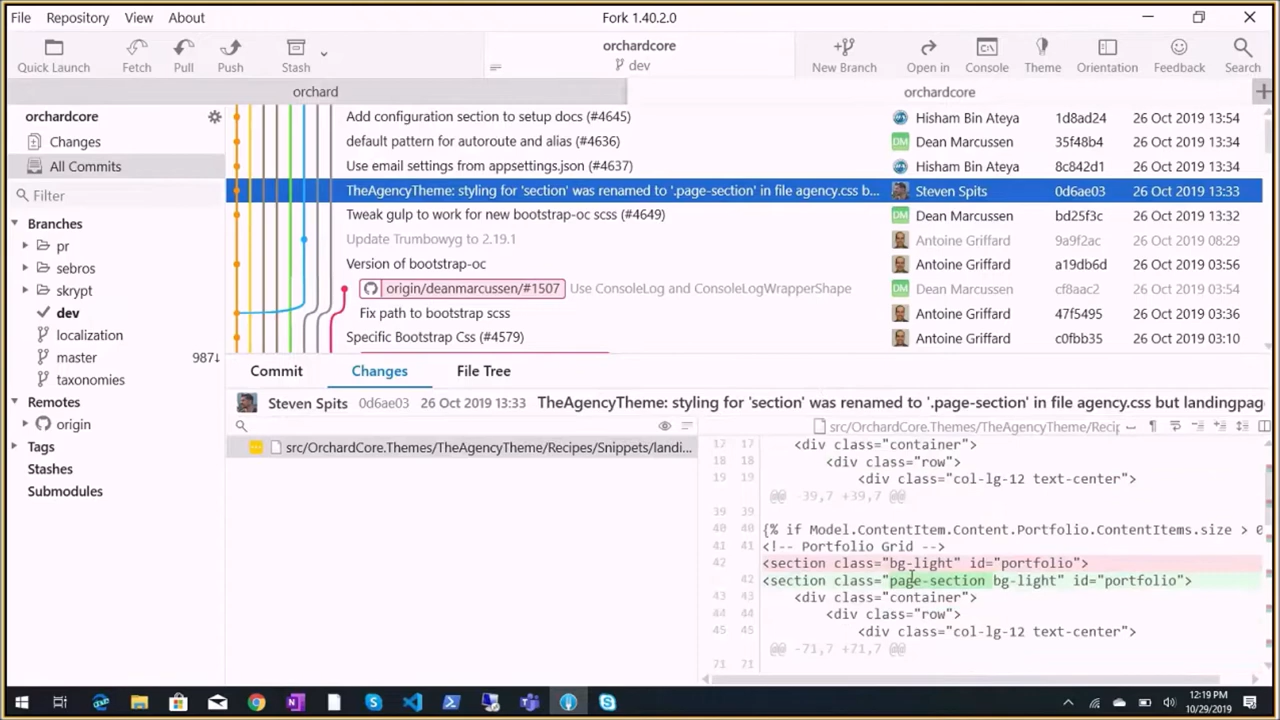 File Repository View About Fork 1.40.2.0
Quick Launch Fetch Pull Push Stash orchardcore dev New Branch Open in Console Theme Orientation Feedback Search
orchard orchardcore
orchardcore
Changes
All Commits
Filter
Branches
pr
sebros
skrypt
dev
localization
master 987↓
taxonomies
Remotes
origin
Tags
Stashes
Submodules
Add configuration section to setup docs (#4645) Hisham Bin Ateya 1d8ad24 26 Oct 2019 13:54
default pattern for autoroute and alias (#4636) DM Dean Marcussen 35f48b4 26 Oct 2019 13:54
Use email settings from appsettings.json (#4637) Hisham Bin Ateya 8c842d1 26 Oct 2019 13:54
TheAgencyTheme: styling for 'section' was renamed to '.page-section' in file agency.css b... Steven Spits 0d6ae03 26 Oct 2019 13:33
Tweak gulp to work for new bootstrap-oc scss (#4649) DM Dean Marcussen bd25f3c 26 Oct 2019 13:32
Update Trumbowyg to 2.19.1 Antoine Griffard 9a9f2ac 26 Oct 2019 08:29
Version of bootstrap-oc Antoine Griffard a19db6d 26 Oct 2019 03:56
origin/deanmarcussen/#1507 Use ConsoleLog and ConsoleLogWrapperShape DM Dean Marcussen cf8aac2 26 Oct 2019 03:54
Fix path to bootstrap scss Antoine Griffard 47f5495 26 Oct 2019 03:36
Specific Bootstrap Css (#4579) Antoine Griffard c0fbb35 26 Oct 2019 03:10
Commit Changes File Tree
Steven Spits 0d6ae03 26 Oct 2019 13:33 TheAgencyTheme: styling for 'section' was renamed to '.page-section' in file agency.css but landingpag
src/OrchardCore.Themes/TheAgencyTheme/Recip
src/OrchardCore.Themes/TheAgencyTheme/Recipes/Snippets/landi...
17 17 <div class="container">
18 18 <div class="row">
19 19 <div class="col-lg-12 text-center">
@@ -39,7 +39,7 @@
39 39
40 40 {% if Model.ContentItem.Content.Portfolio.ContentItems.size > 0
41 41 <!-- Portfolio Grid -->
42 <section class="bg-light" id="portfolio">
42 <section class="page-section bg-light" id="portfolio">
43 43 <div class="container">
44 44 <div class="row">
45 45 <div class="col-lg-12 text-center">
@@ -71,7 +71,7 @@
71 71
12:19 PM
10/29/2019